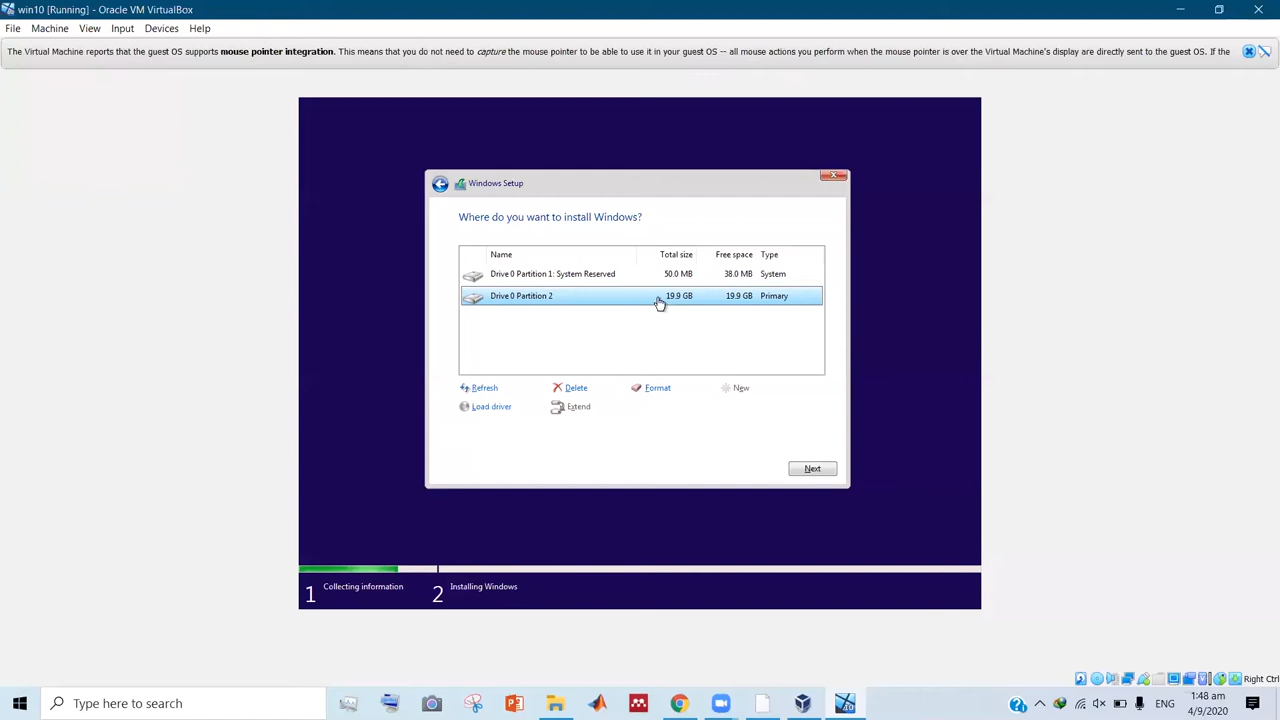 win10 [Running] - Oracle VM VirtualBox
File Machine View Input Devices Help
The Virtual Machine reports that the guest OS supports mouse pointer integration. This means that you do not need to capture the mouse pointer to be able to use it in your guest OS -- all mouse actions you perform when the mouse pointer is over the Virtual Machine's display are directly sent to the guest OS. If the
Windows Setup
Where do you want to install Windows?
Name Total size Free space Type
Drive 0 Partition 1: System Reserved 50.0 MB 38.0 MB System
Drive 0 Partition 2 19.9 GB 19.9 GB Primary
Refresh Delete Format New
Load driver Extend
Next
1 Collecting information 2 Installing Windows
Right Ctrl
Type here to search
ENG
1:48 am
4/9/2020